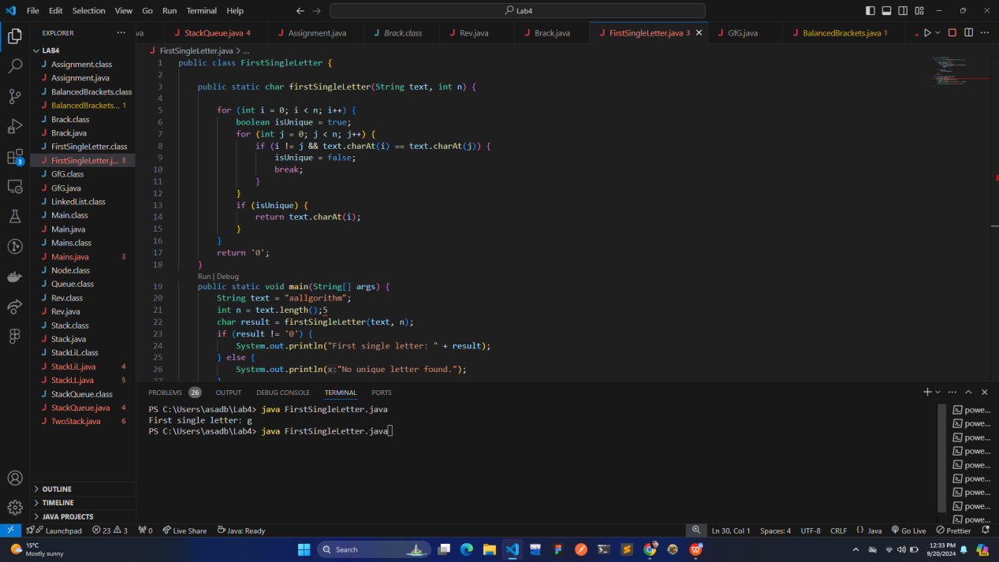 File Edit Selection View Go Run Terminal Help
Lab4
EXPLORER
va
StackQueue.java 4
Assignment.java
Brack.class
Rev.java
Brack.java
FirstSingleLetter.java 3
GfG.java
BalancedBrackets.java 1
LAB4
Assignment.class
Assignment.java
BalancedBrackets.class
BalancedBrackets... 1
Brack.class
Brack.java
FirstSingleLetter.class
FirstSingleLetter.j... 3
GfG.class
GfG.java
LinkedList.class
Main.class
Main.java
Mains.class
Mains.java 3
Node.class
Queue.class
Rev.class
Rev.java
Stack.class
Stack.java
StackLiL.class
StackLiL.java 4
StackLL.java 5
StackQueue.class
StackQueue.java 4
TwoStack.java 6
OUTLINE
TIMELINE
JAVA PROJECTS
3
FirstSingleLetter.java > ...
1 public class FirstSingleLetter {
2
3 public static char firstSingleLetter(String text, int n) {
4
5 for (int i = 0; i < n; i++) {
6 boolean isUnique = true;
7 for (int j = 0; j < n; j++) {
8 if (i != j && text.charAt(i) == text.charAt(j)) {
9 isUnique = false;
10 break;
11 }
12 }
13 if (isUnique) {
14 return text.charAt(i);
15 }
16 }
17 return '0';
18 }
Run | Debug
19 public static void main(String[] args) {
20 String text = "aallgorithm";
21 int n = text.length();5
22 char result = firstSingleLetter(text, n);
23 if (result != '0') {
24 System.out.println("First single letter: " + result);
25 } else {
26 System.out.println(x:"No unique letter found.");
27 }
PROBLEMS 26 OUTPUT DEBUG CONSOLE TERMINAL PORTS
PS C:\Users\asadb\Lab4> java FirstSingleLetter.java
First single letter: g
PS C:\Users\asadb\Lab4> java FirstSingleLetter.java
powe...
powe...
powe...
powe...
powe...
powe...
powe...
powe...
powe...
Launchpad 23 3 0 Live Share Java: Ready
Ln 30, Col 1 Spaces: 4 UTF-8 CRLF {} Java Go Live Prettier
15°C
Mostly sunny
Search
12:33 PM
9/20/2024